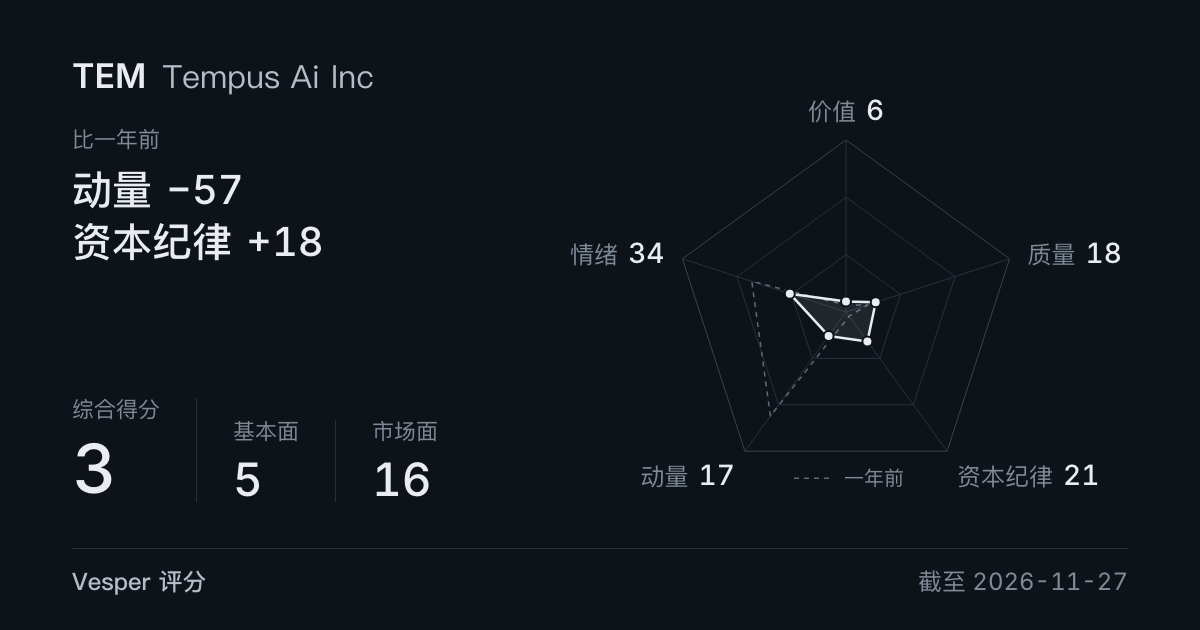 TEM Tempus Ai Inc
比一年前
动量 −57
资本纪律 +18
价值 6
情绪 34
质量 18
动量 17
---- 一年前
资本纪律 21
综合得分
3
基本面
5
市场面
16
Vesper 评分
截至 2026-11-27